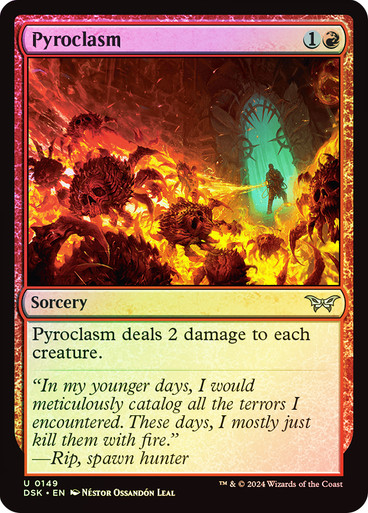 Pyroclasm 1
Sorcery
Pyroclasm deals 2 damage to each
creature.
“In my younger days, I would
meticulously catalog all the terrors I
encountered. These days, I mostly just
kill them with fire.”
—Rip, spawn hunter
U 0149
DSK • EN Néstor Ossandón Leal
™ & © 2024 Wizards of the Coast